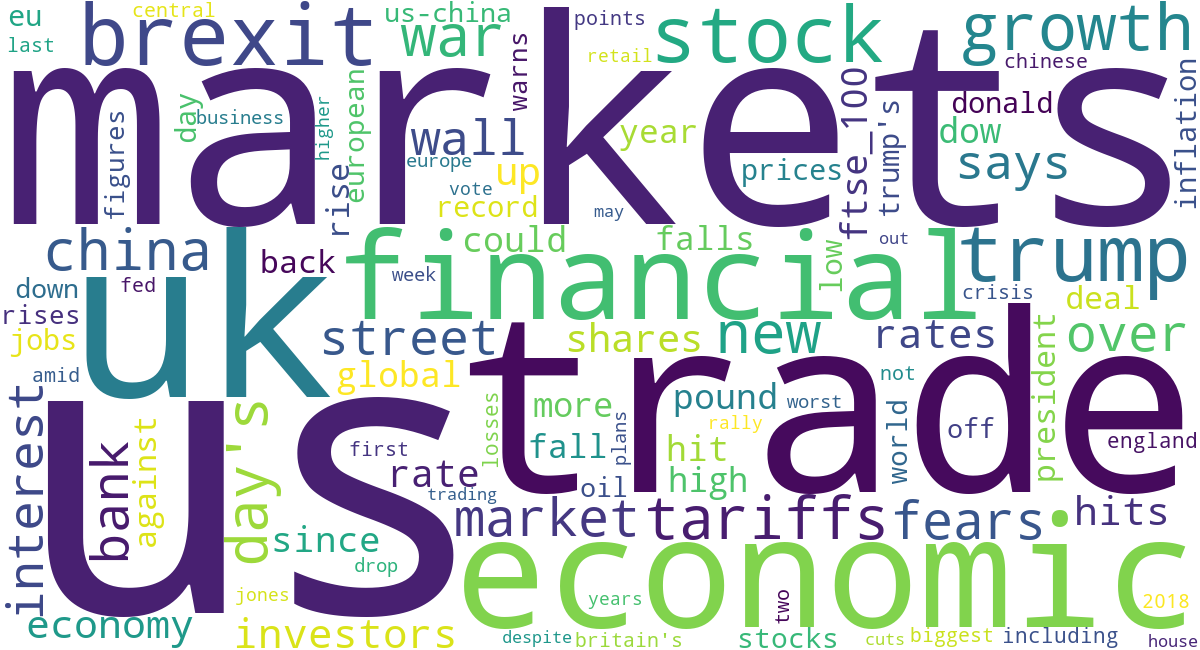 eu
central
brexit
us-china
war
points
stock
growth
last
retail
chinese
markets
warns
day
european
business
higher
figures
wall
europe
year
up
vote
record
rise
prices
may
ftse_100
trump's
donald
dow
says
inflation
out
china
back
could
falls
low
trump
uk
financial
week
fed
down
rises
jobs
amid
crisis
deal
street
shares
new
rates
over
global
trade
president
not
more
pound
worst
rally
plans
fall
hit
high
world
off
england
us
interest
bank
against
day's
first
rate
losses
trading
oil
market
tariffs
fears
hits
since
drop
economic
economy
jones
investors
years
two
2018
despite
britain's
stocks
cuts
biggest
including
house